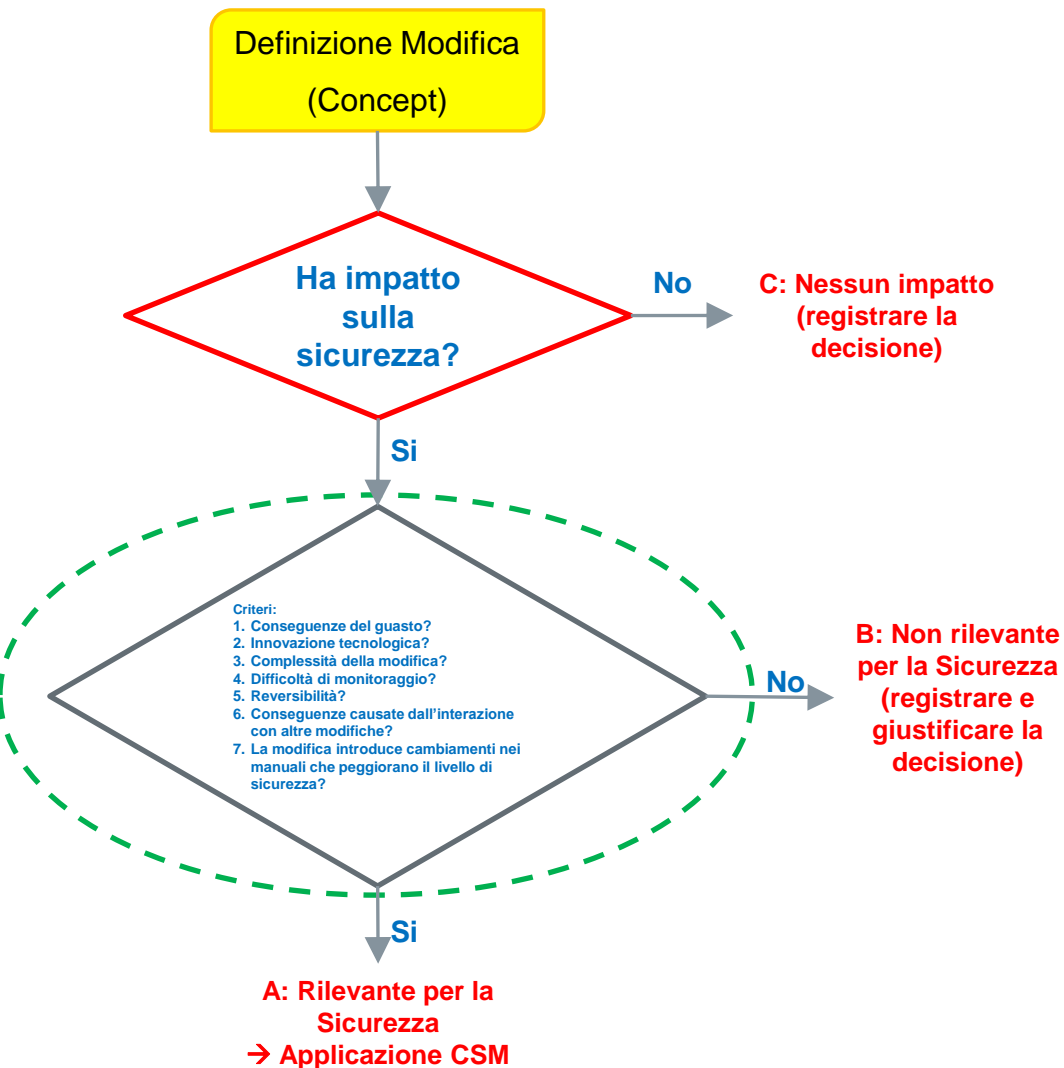 Definizione Modifica
(Concept)
Ha impatto
sulla
sicurezza?
No
C: Nessun impatto
(registrare la
decisione)
Si
Criteri:
1. Conseguenze del guasto?
2. Innovazione tecnologica?
3. Complessità della modifica?
4. Difficoltà di monitoraggio?
5. Reversibilità?
6. Conseguenze causate dall'interazione
con altre modifiche?
7. La modifica introduce cambiamenti nei
manuali che peggiorano il livello di
sicurezza?
No
B: Non rilevante
per la Sicurezza
(registrare e
giustificare la
decisione)
Si
A: Rilevante per la
Sicurezza
→ Applicazione CSM